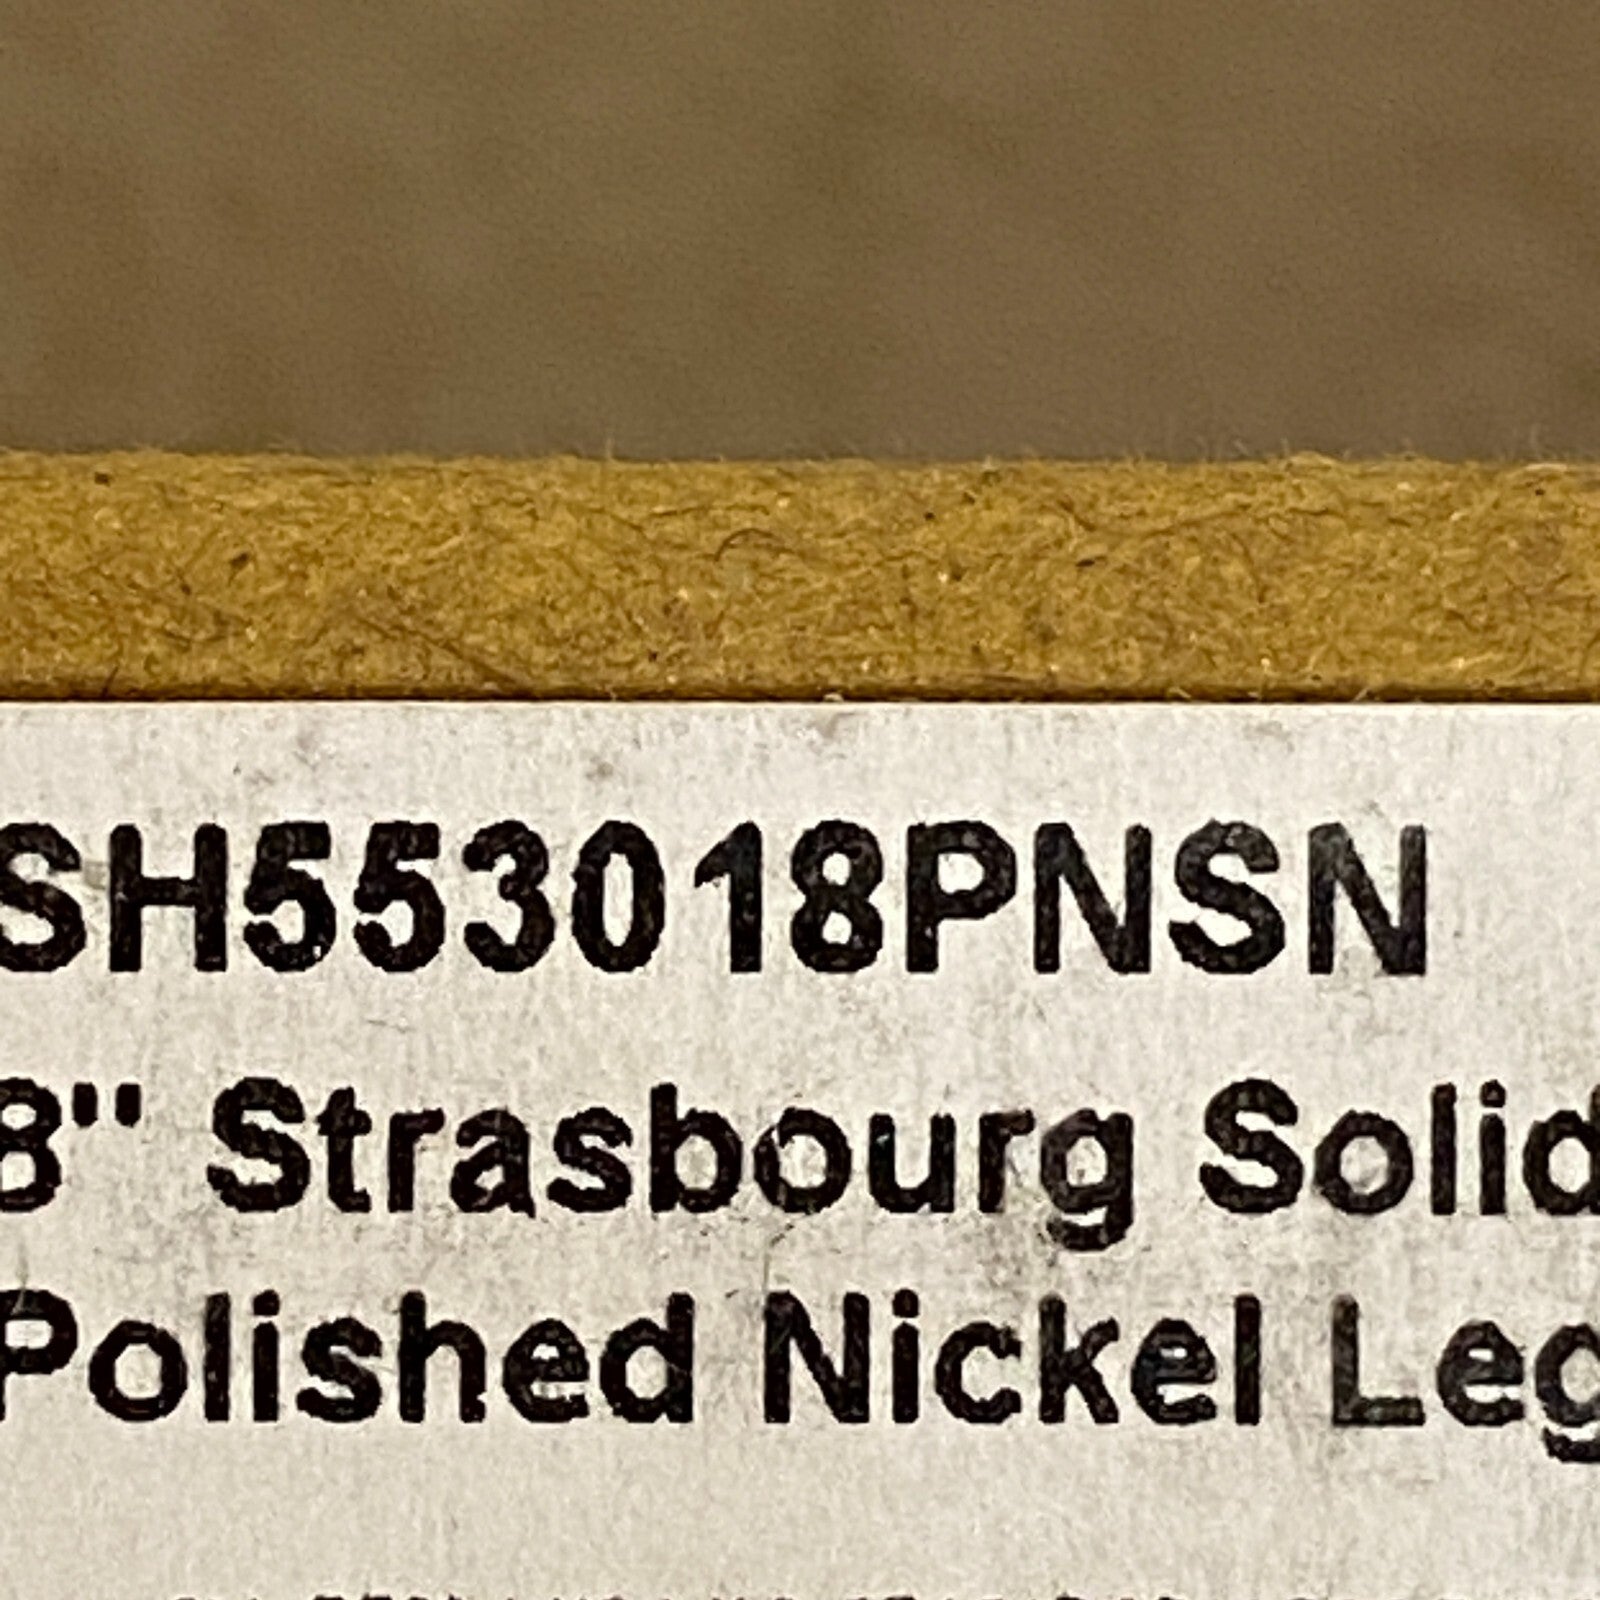 SH553018PNSN
8" Strasbourg Solid
Polished Nickel Leg